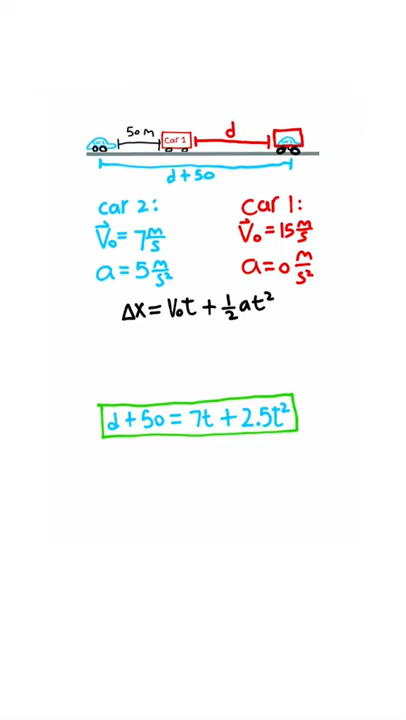 50 m
car 1
d
d + 50
car 2:
V⃗₀ = 7 m/s
a = 5 m/s²
car 1:
V⃗₀ = 15 m/s
a = 0 m/s²
Δx = V₀t + ½at²
d + 50 = 7t + 2.5t²